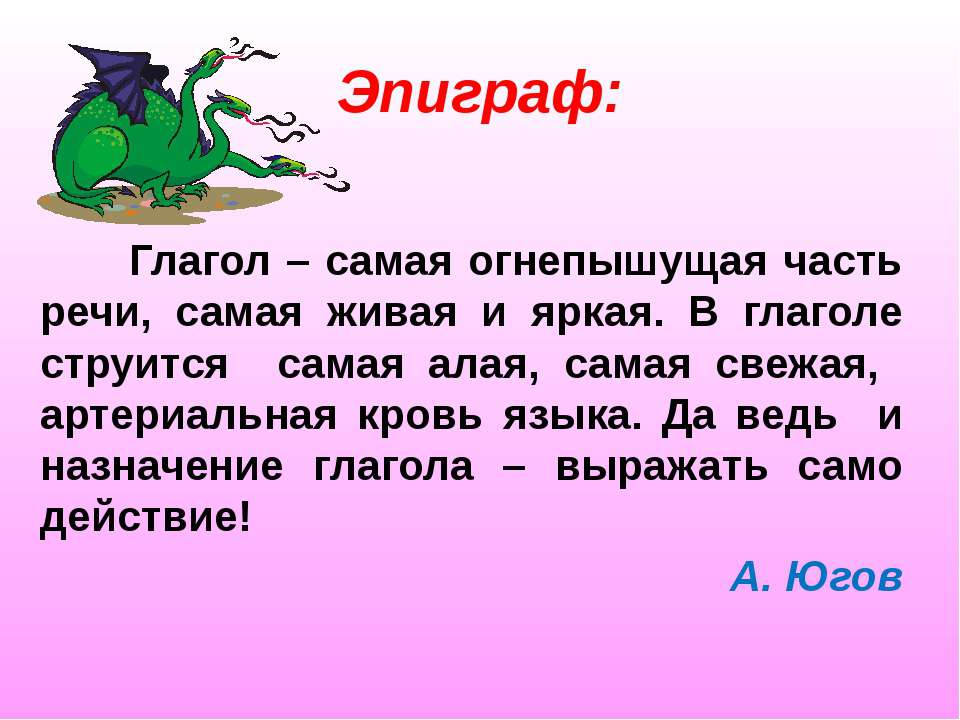 Эпиграф:
Глагол – самая огнепышущая часть
речи, самая живая и яркая. В глаголе
струится самая алая, самая свежая,
артериальная кровь языка. Да ведь и
назначение глагола – выражать само
действие!
А. Югов